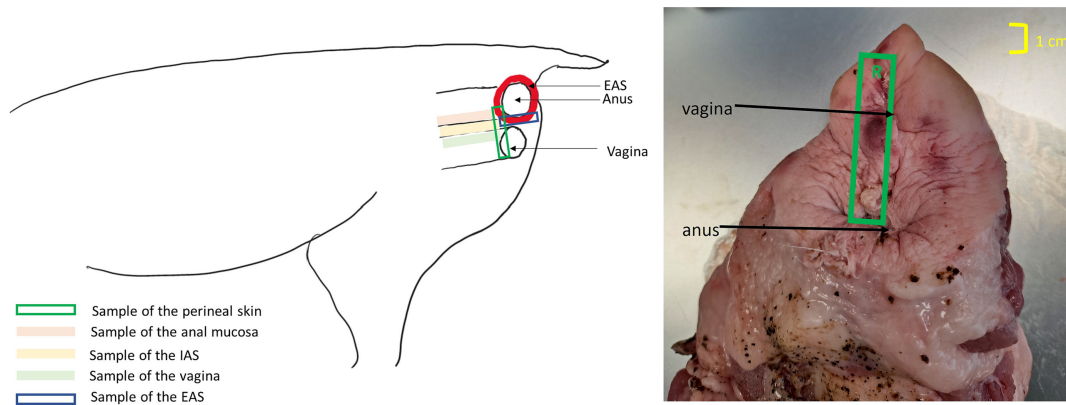 EAS
Anus
Vagina
Sample of the perineal skin
Sample of the anal mucosa
Sample of the IAS
Sample of the vagina
Sample of the EAS
1 cm
R
vagina
anus